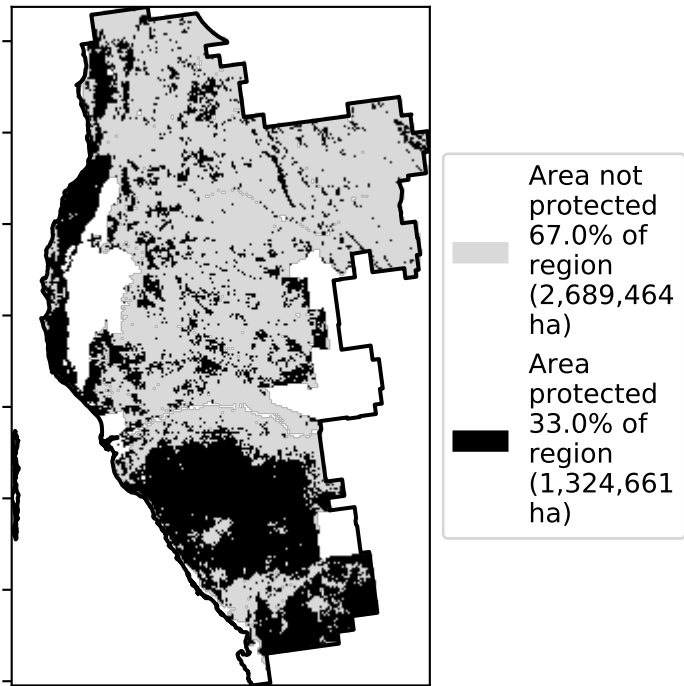 Area not
protected
67.0% of
region
(2,689,464
ha)
Area
protected
33.0% of
region
(1,324,661
ha)